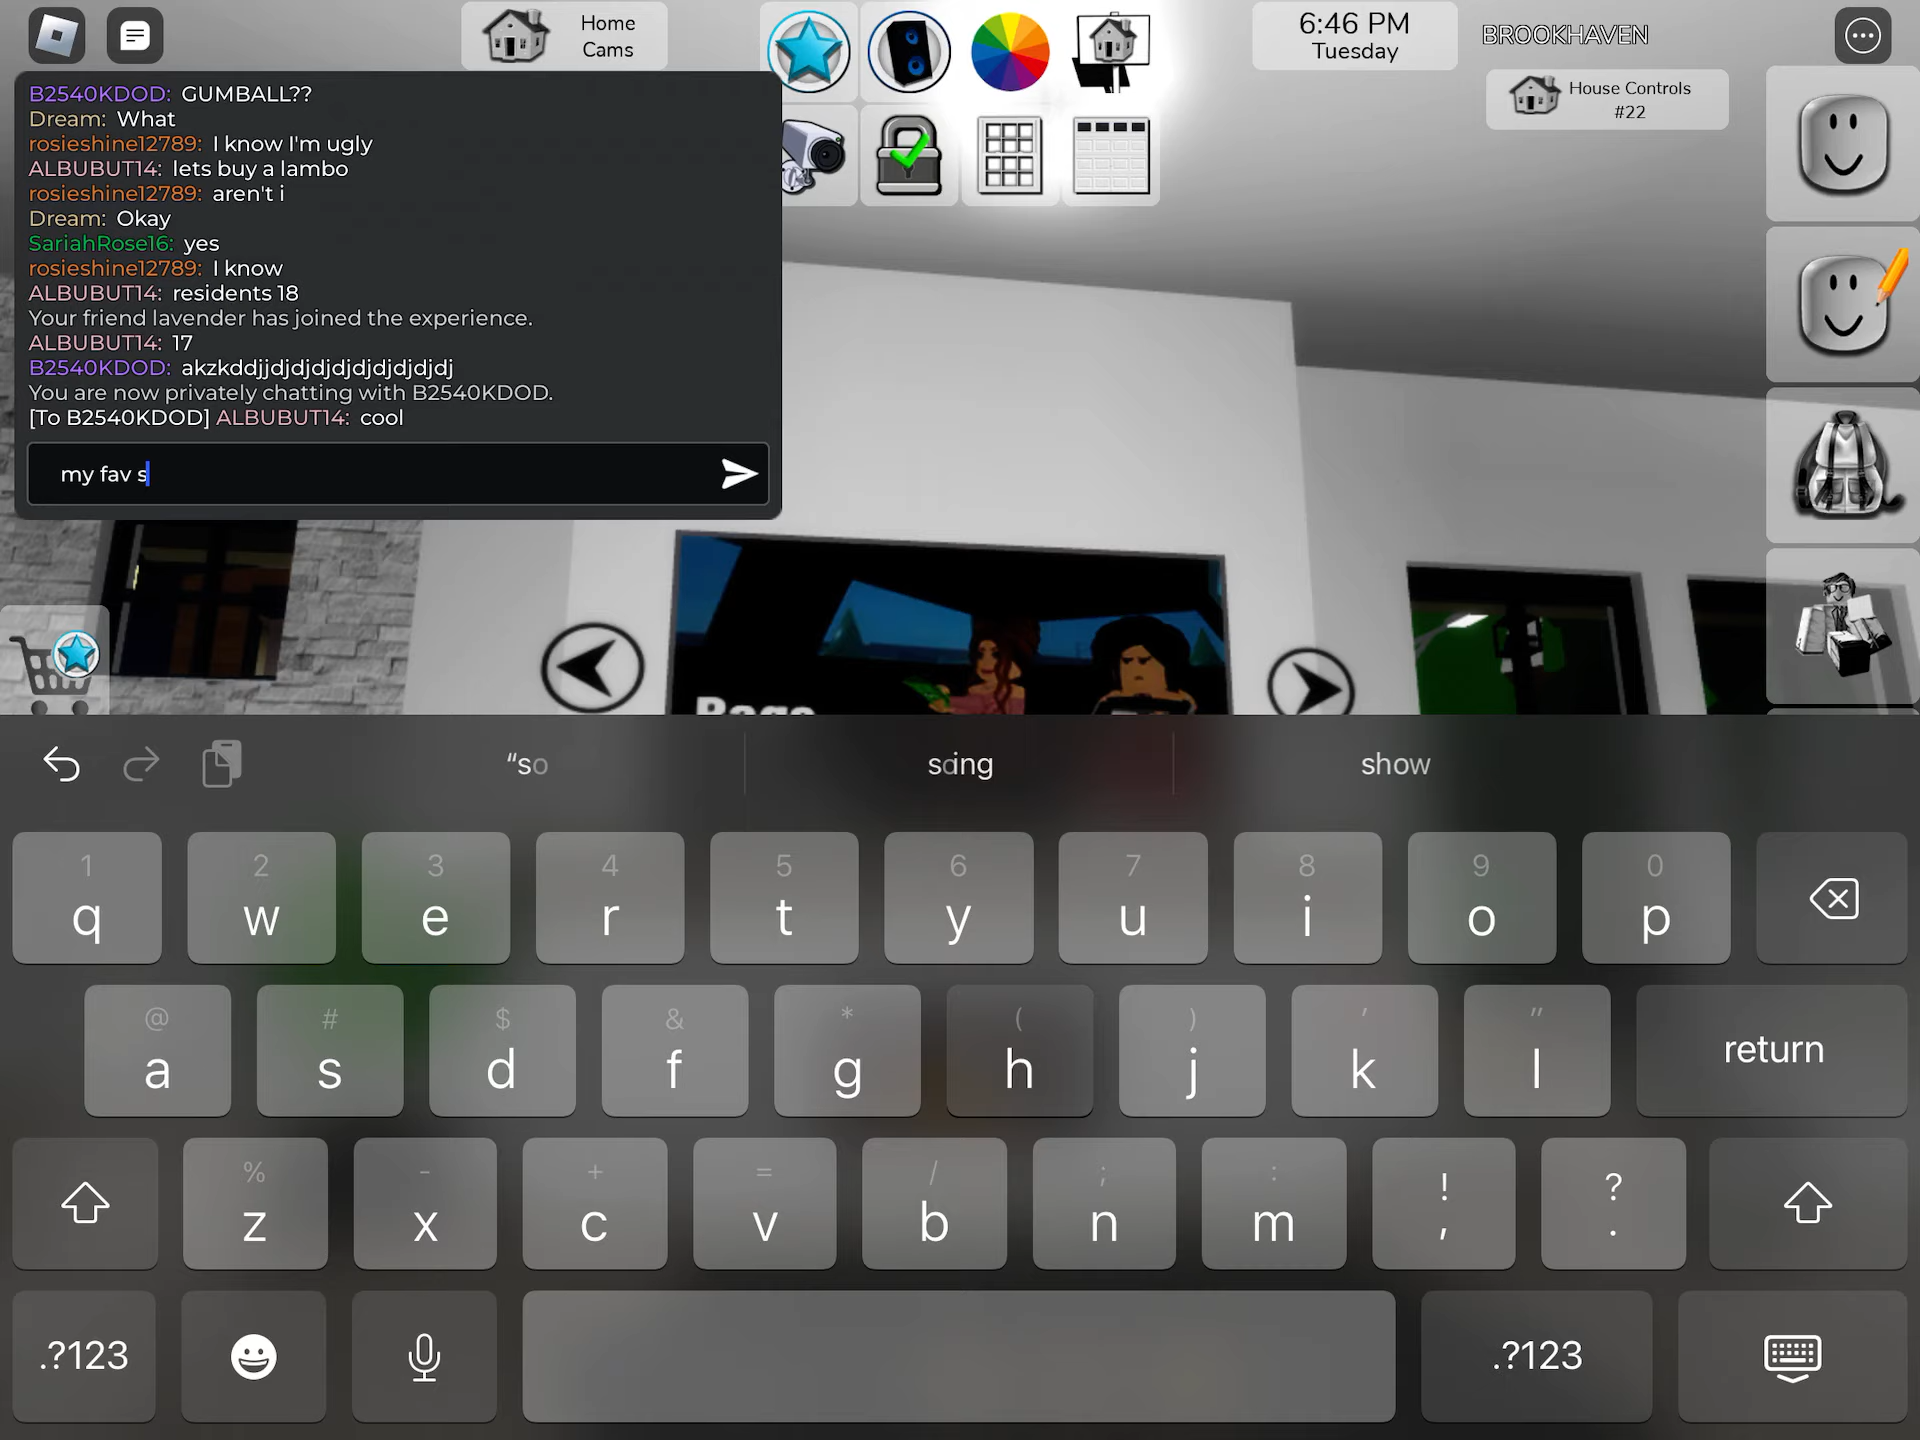 Home
Cams
6:46 PM
Tuesday
BROOKHAVEN
House Controls
#22
B2540KDOD: GUMBALL??
Dream: What
rosieshine12789: I know I'm ugly
ALBUBUT14: lets buy a lambo
rosieshine12789: aren't i
Dream: Okay
SariahRose16: yes
rosieshine12789: I know
ALBUBUT14: residents 18
Your friend lavender has joined the experience.
ALBUBUT14: 17
B2540KDOD: akzkddjjdjdjdjdjdjdjdjdjdj
You are now privately chatting with B2540KDOD.
[To B2540KDOD] ALBUBUT14: cool
my fav s
“so
show
1 2 3 4 5 6 7 8 9 0
q w e r t y u i o p
@ # $ & * ( ) ' "
a s d f g h j k l return
% - + = / ; : ! ?
z x c v b n m , .
.?123 .?123